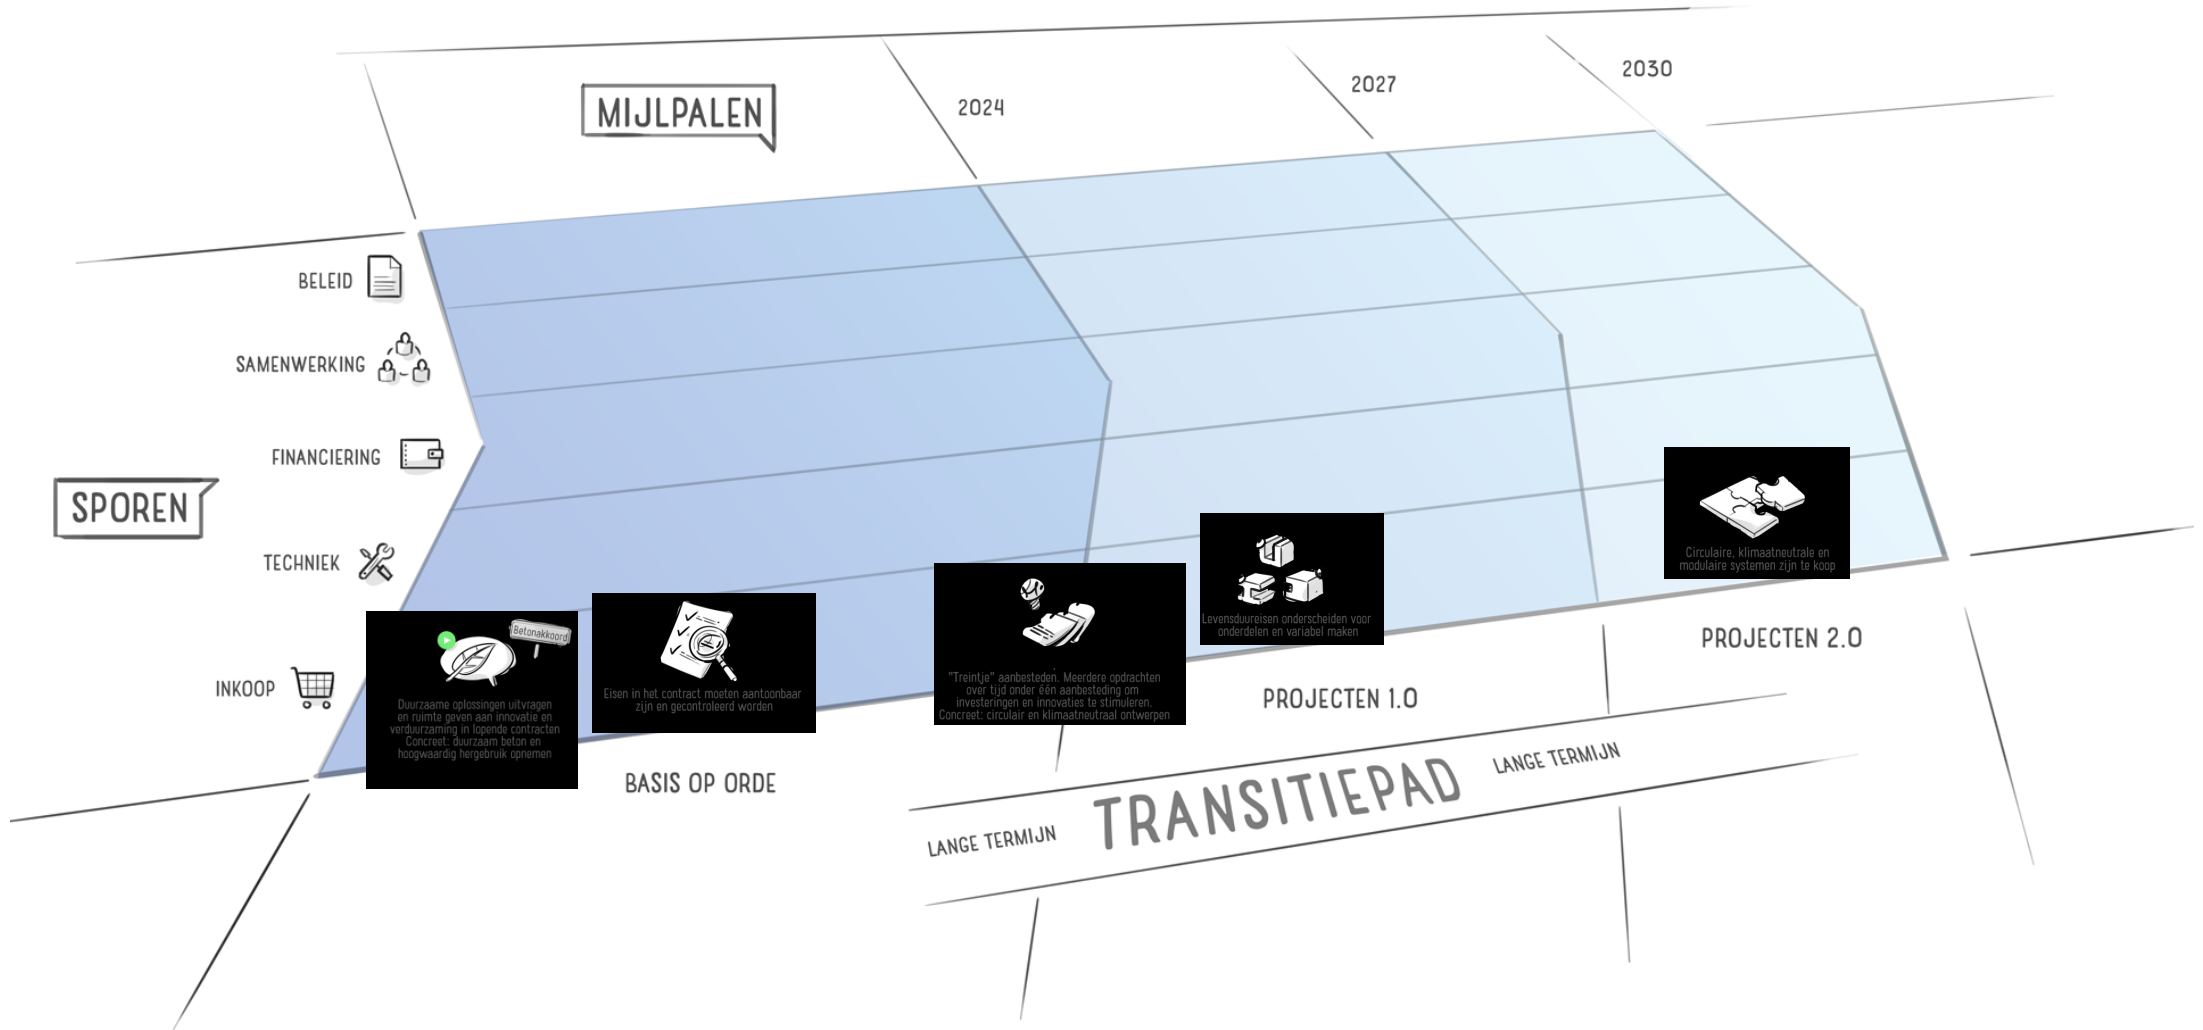 MIJLPALEN
2024
2027
2030
SPOREN
BELEID
SAMENWERKING
FINANCIERING
TECHNIEK
INKOOP
Betonakkoord
Duurzaame oplossingen uitvragen
en ruimte geven aan innovatie en
verduurzaming in lopende contracten
Concreet: duurzaam beton en
hoogwaardig hergebruik opnemen
Eisen in het contract moeten aantoonbaar
zijn en gecontroleerd worden
"Treintje" aanbesteden. Meerdere opdrachten
over tijd onder één aanbesteding om
investeringen en innovaties te stimuleren.
Concreet: circulair en klimaatneutraal ontwerpen
Levensduureisen onderscheiden voor
onderdelen en variabel maken
Circulaire, klimaatneutrale en
modulaire systemen zijn te koop
BASIS OP ORDE
PROJECTEN 1.0
PROJECTEN 2.0
LANGE TERMIJN
TRANSITIEPAD
LANGE TERMIJN